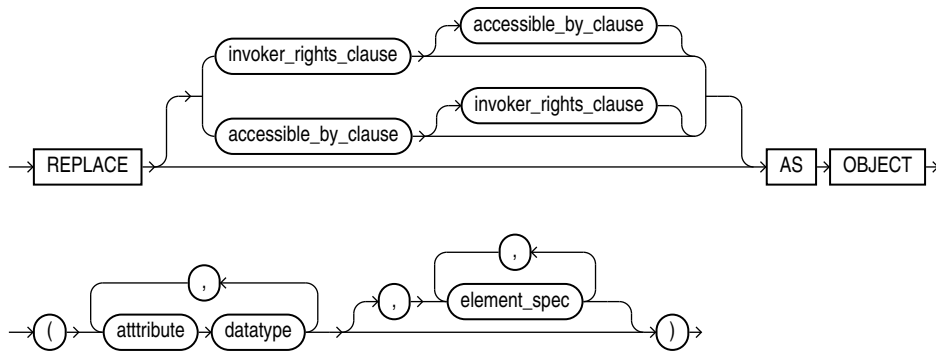 accessible_by_clause
invoker_rights_clause
invoker_rights_clause
accessible_by_clause
REPLACE AS OBJECT
, ,
( atttribute datatype , element_spec )